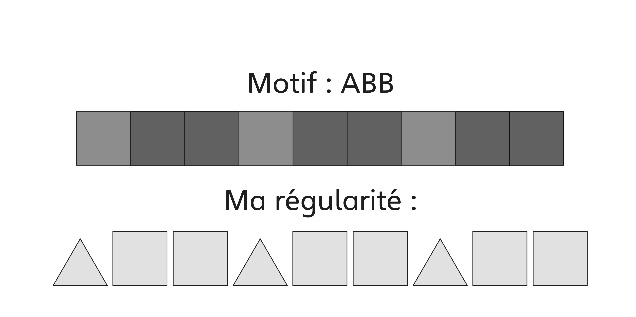 Motif : ABB
Ma régularité :